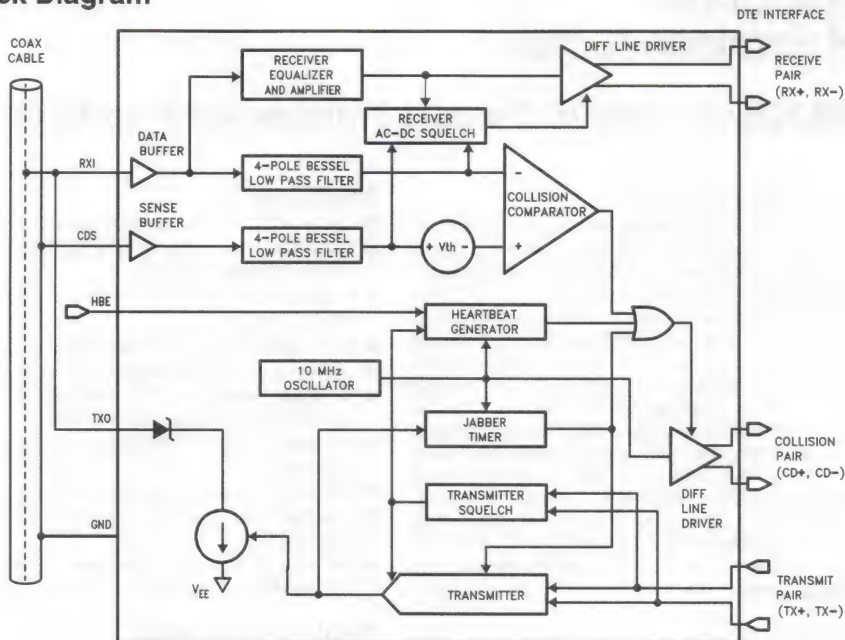 ck Diagram
DTE INTERFACE
COAX
CABLE
RECEIVER
EQUALIZER
AND AMPLIFIER
DIFF LINE DRIVER
RECEIVE
PAIR
(RX+, RX-)
RECEIVER
AC-DC SQUELCH
DATA
BUFFER
RXI
4-POLE BESSEL
LOW PASS FILTER
-
COLLISION
COMPARATOR
SENSE
BUFFER
CDS
4-POLE BESSEL
LOW PASS FILTER
+ Vth -
+
HBE
HEARTBEAT
GENERATOR
10 MHz
OSCILLATOR
TXO
JABBER
TIMER
COLLISION
PAIR
(CD+, CD-)
TRANSMITTER
SQUELCH
DIFF
LINE
DRIVER
GND
VEE
TRANSMITTER
TRANSMIT
PAIR
(TX+, TX-)